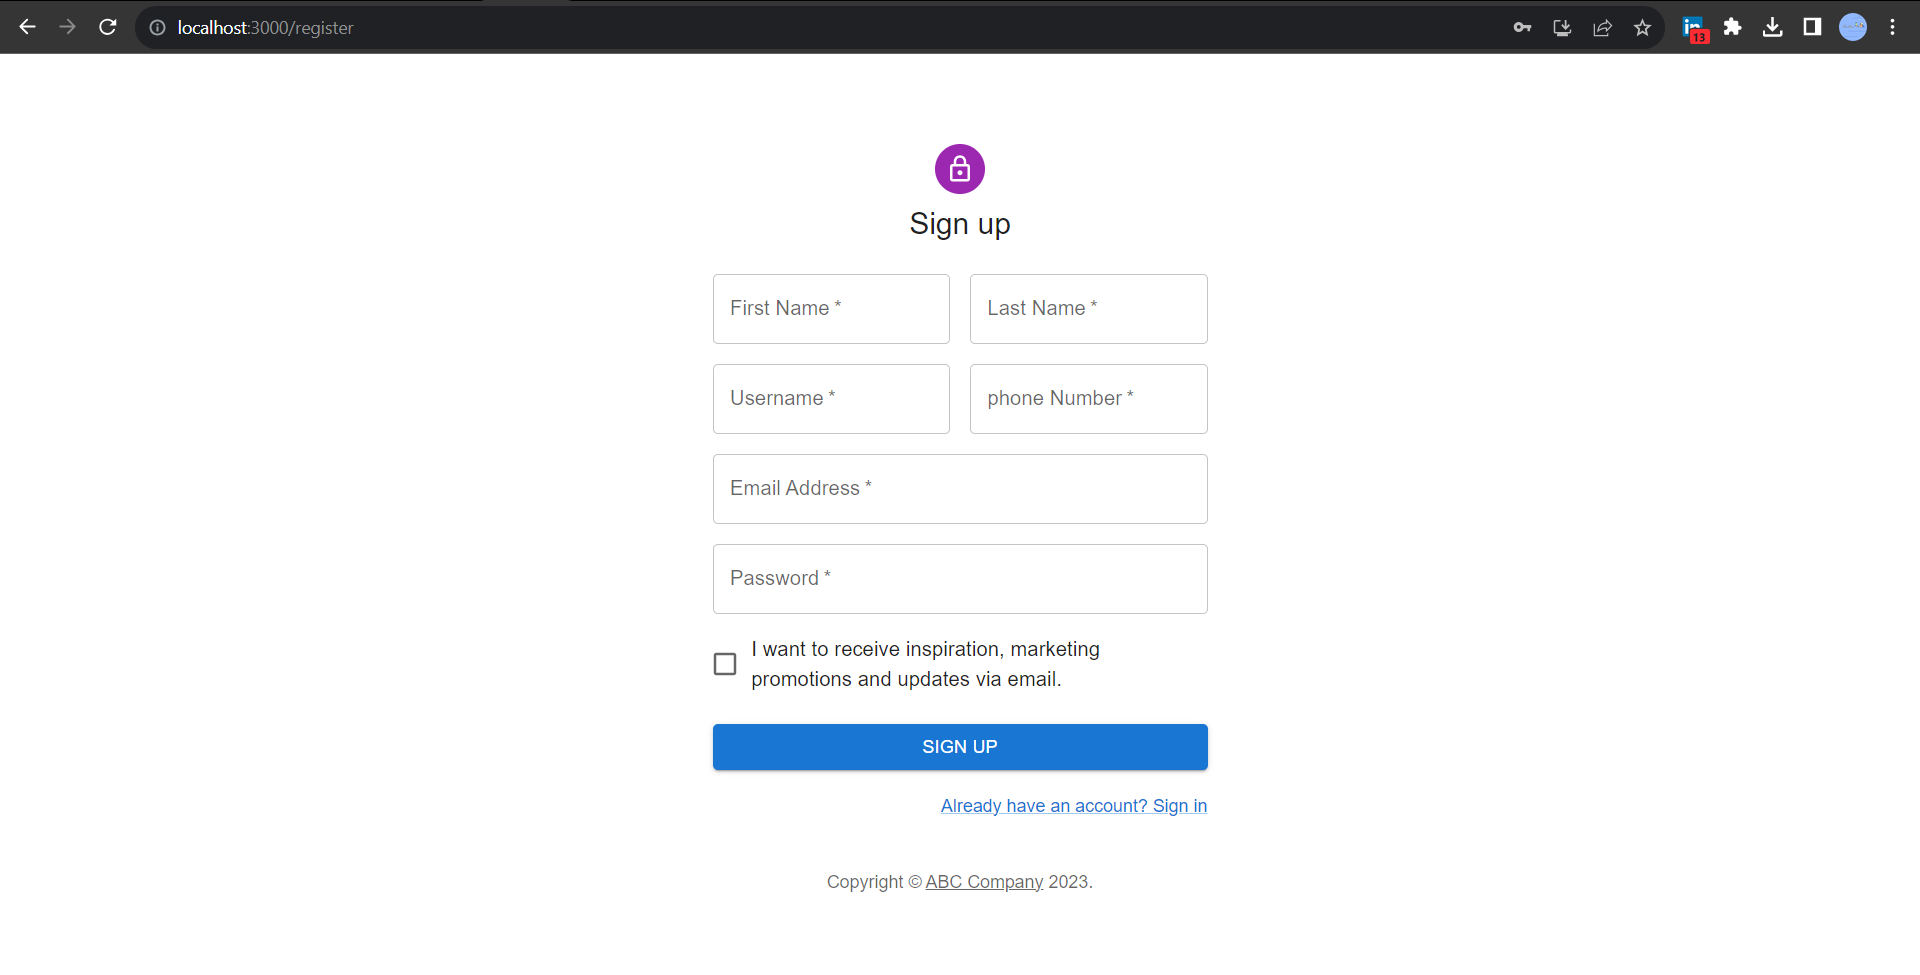 localhost:3000/register
in
13
Sign up
First Name *
Last Name *
Username *
phone Number *
Email Address *
Password *
I want to receive inspiration, marketing
promotions and updates via email.
SIGN UP
Already have an account? Sign in
Copyright © ABC Company 2023.